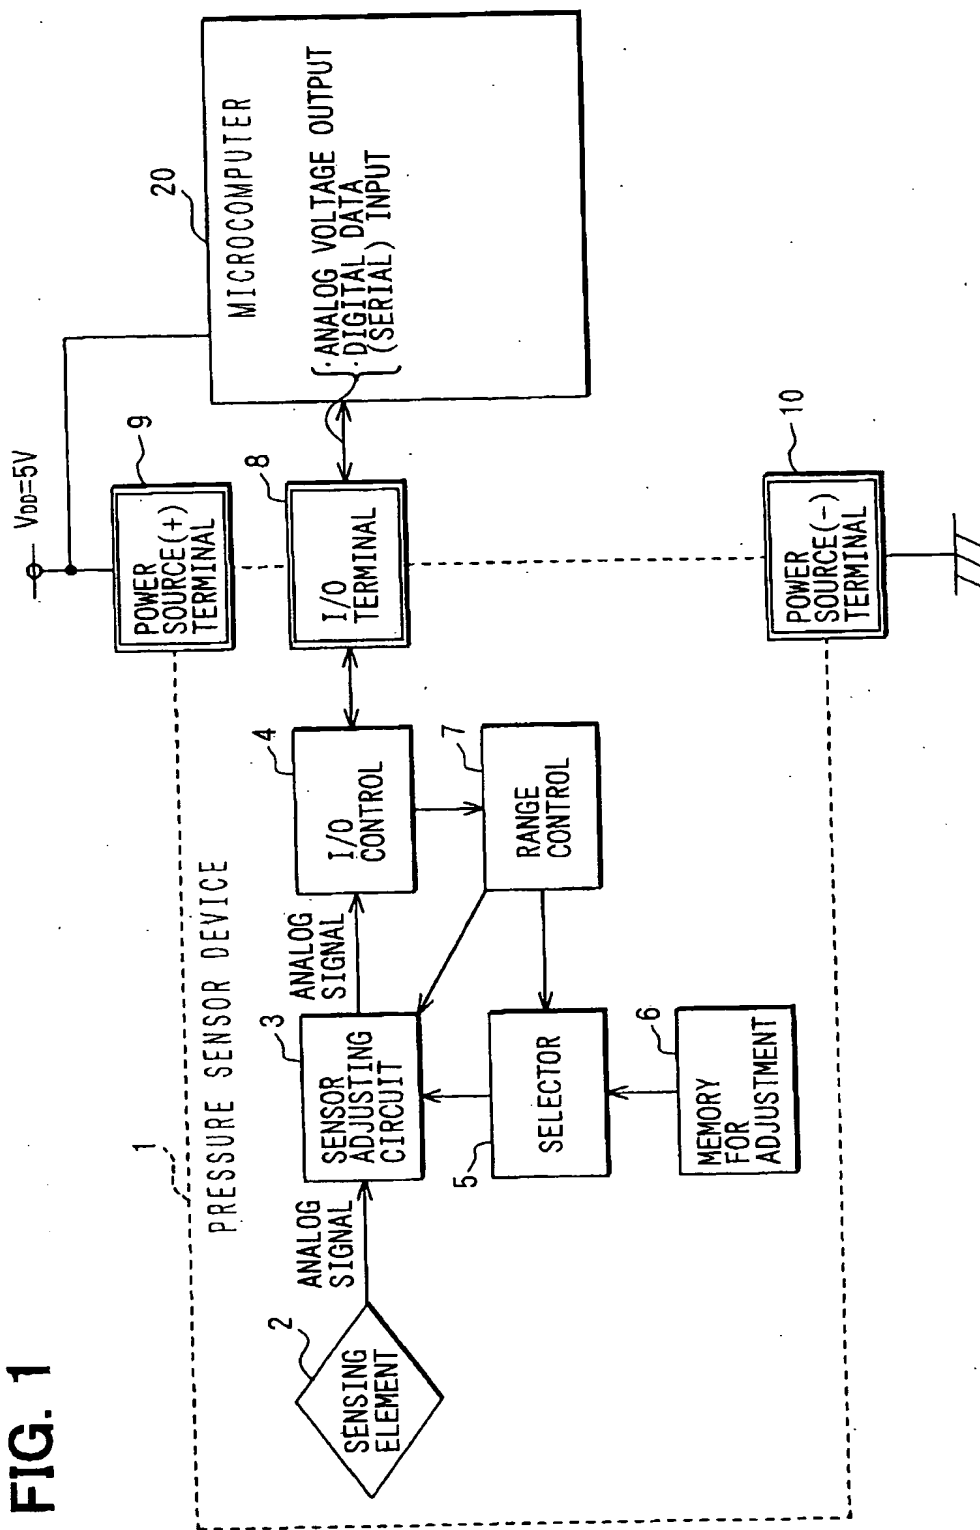 FIG. 1
1
PRESSURE SENSOR DEVICE
2
SENSING
ELEMENT
ANALOG
SIGNAL
3
SENSOR
ADJUSTING
CIRCUIT
ANALOG
SIGNAL
4
I/O
CONTROL
5
SELECTOR
6
MEMORY
FOR
ADJUSTMENT
7
RANGE
CONTROL
8
I/O
TERMINAL
VDD=5V
9
POWER
SOURCE(+)
TERMINAL
10
POWER
SOURCE(-)
TERMINAL
20
MICROCOMPUTER
·ANALOG VOLTAGE OUTPUT
·DIGITAL DATA
(SERIAL) INPUT